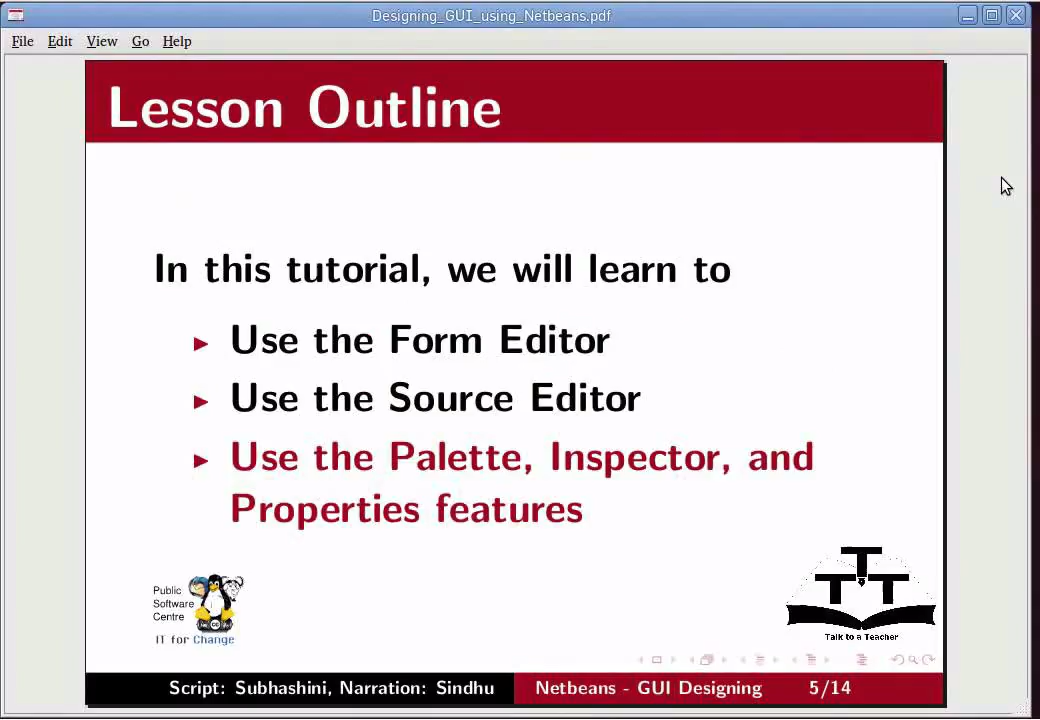 Designing_GUI_using_Netbeans.pdf
File Edit View Go Help
Lesson Outline
In this tutorial, we will learn to
Use the Form Editor
Use the Source Editor
Use the Palette, Inspector, and
Properties features
Public
Software
Centre
IT for Change
T T T
Talk to a Teacher
Script: Subhashini, Narration: Sindhu Netbeans - GUI Designing 5/14